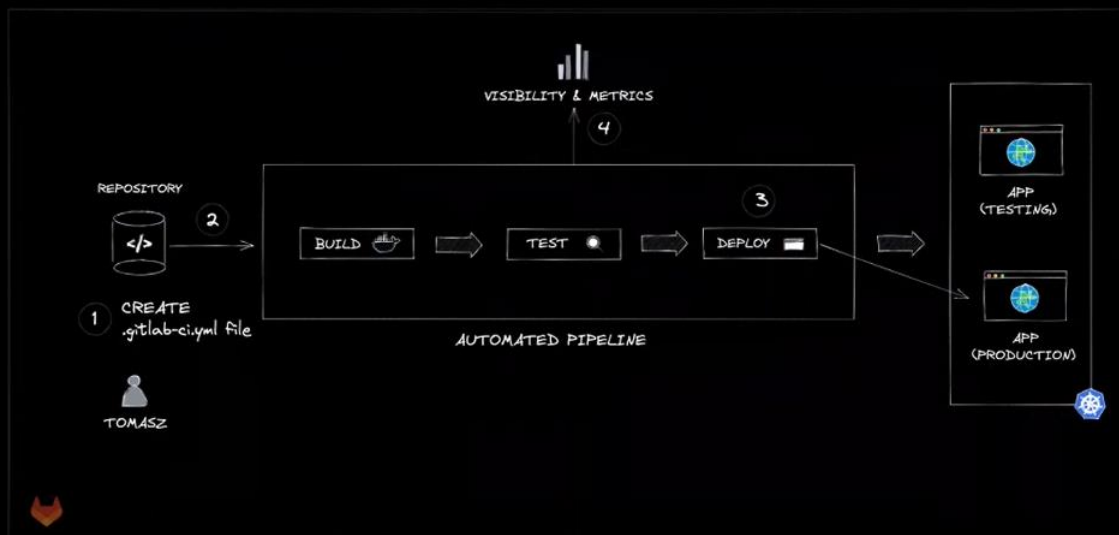 VISIBILITY & METRICS
4
REPOSITORY
2
3
</>
BUILD
TEST
DEPLOY
APP
(TESTING)
1
CREATE
.gitlab-ci.yml file
AUTOMATED PIPELINE
APP
(PRODUCTION)
TOMASZ